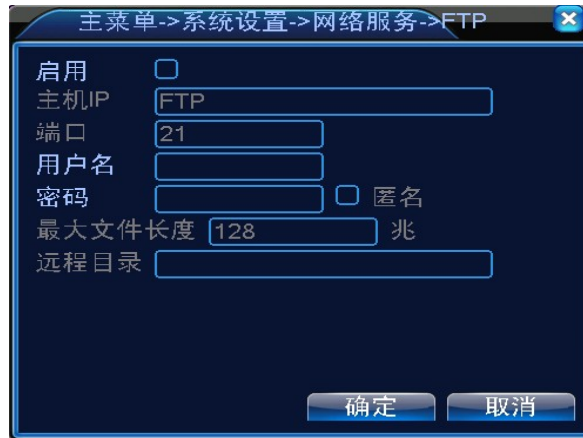 主菜单->系统设置->网络服务->FTP
启用
主机IP FTP
端口 21
用户名
密码 匿名
最大文件长度 128 兆
远程目录
确定 取消